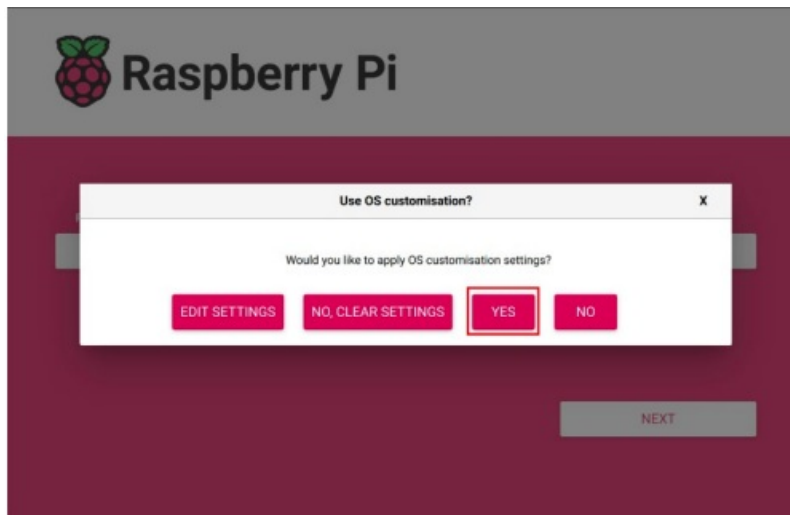 Raspberry Pi
Use OS customisation?
X
Would you like to apply OS customisation settings?
EDIT SETTINGS
NO, CLEAR SETTINGS
YES
NO
NEXT